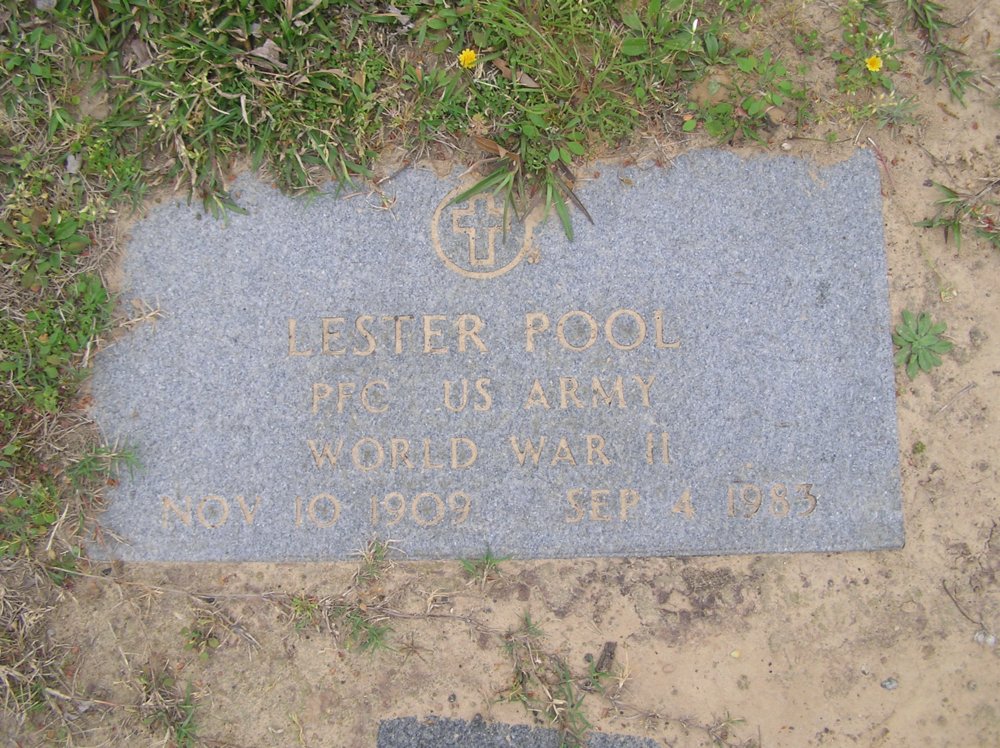 LESTER POOL
PFC US ARMY
WORLD WAR II
NOV 10 1909 SEP 4 1983